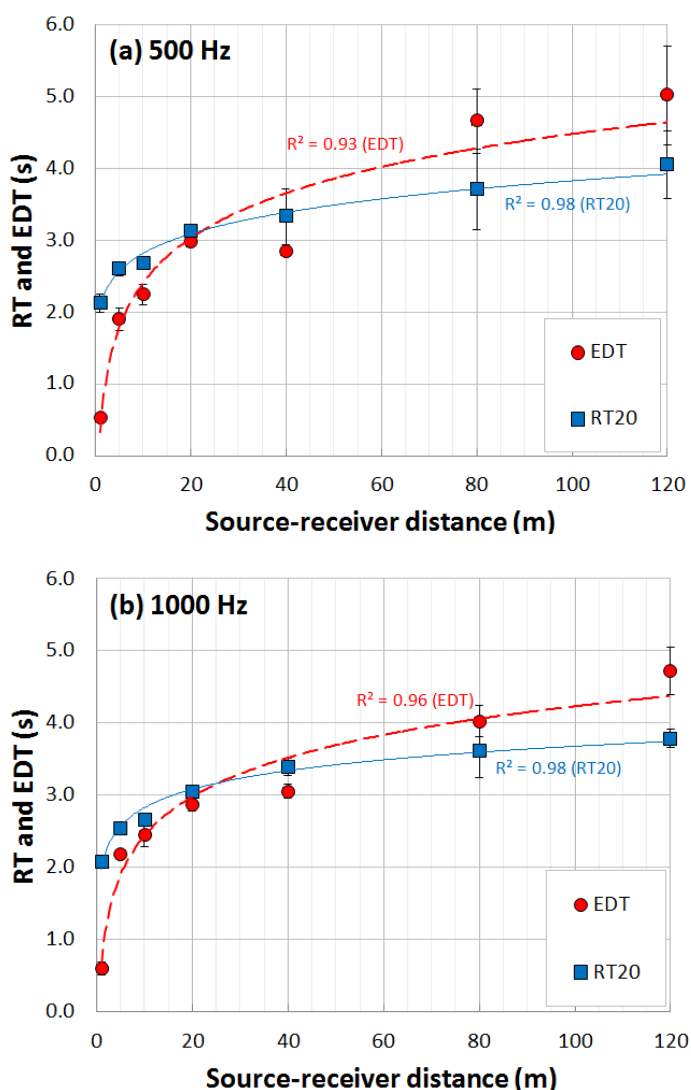 (a) 500 Hz
RT and EDT (s)
6.0
5.0
4.0
3.0
2.0
1.0
0.0
R² = 0.93 (EDT)
R² = 0.98 (RT20)
EDT
RT20
0 20 40 60 80 100 120
Source-receiver distance (m)
(b) 1000 Hz
RT and EDT (s)
6.0
5.0
4.0
3.0
2.0
1.0
0.0
R² = 0.96 (EDT)
R² = 0.98 (RT20)
EDT
RT20
0 20 40 60 80 100 120
Source-receiver distance (m)